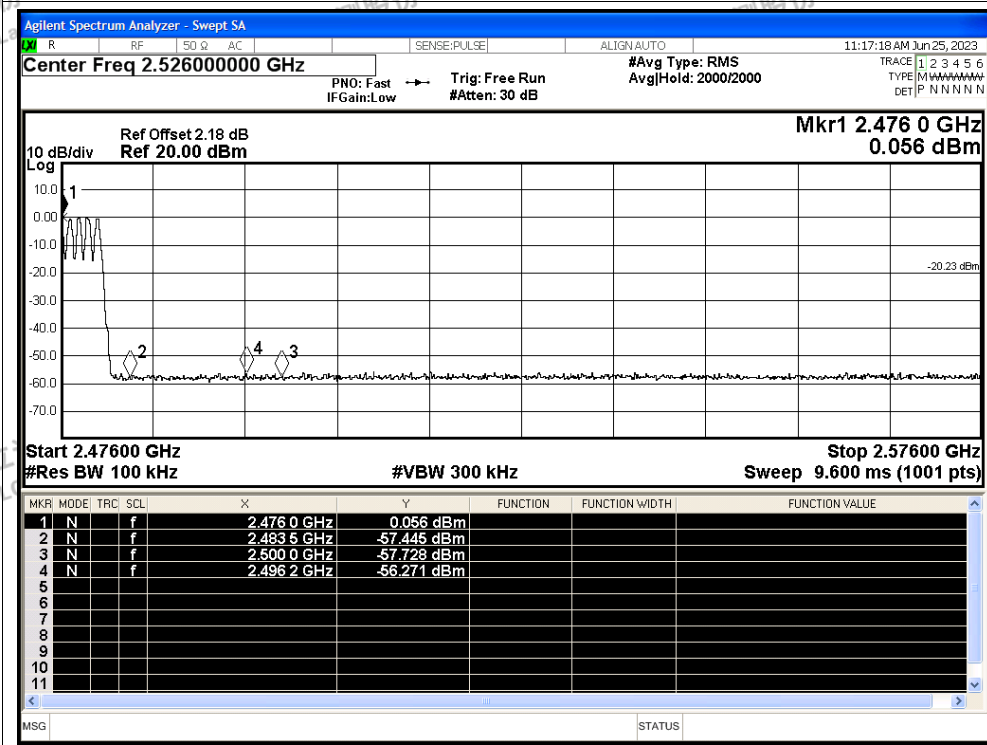 Agilent Spectrum Analyzer - Swept SA
LXI R RF 50 Ω AC SENSE:PULSE ALIGN AUTO 11:17:18 AM Jun 25, 2023
Center Freq 2.526000000 GHz
PNO: Fast
IFGain:Low
Trig: Free Run
#Atten: 30 dB
#Avg Type: RMS
Avg|Hold: 2000/2000
TRACE 1 2 3 4 5 6
TYPE M
DET P N N N N N
Ref Offset 2.18 dB
10 dB/div Ref 20.00 dBm
Log
Mkr1 2.476 0 GHz
0.056 dBm
10.0
0.00
-10.0
-20.0
-30.0
-40.0
-50.0
-60.0
-70.0
1
2
4
3
-20.23 dBm
Start 2.47600 GHz Stop 2.57600 GHz
#Res BW 100 kHz #VBW 300 kHz Sweep 9.600 ms (1001 pts)
MKR MODE TRC SCL X Y FUNCTION FUNCTION WIDTH FUNCTION VALUE
1 N f 2.476 0 GHz 0.056 dBm
2 N f 2.483 5 GHz -57.445 dBm
3 N f 2.500 0 GHz -57.728 dBm
4 N f 2.496 2 GHz -56.271 dBm
5
6
7
8
9
10
11
MSG STATUS